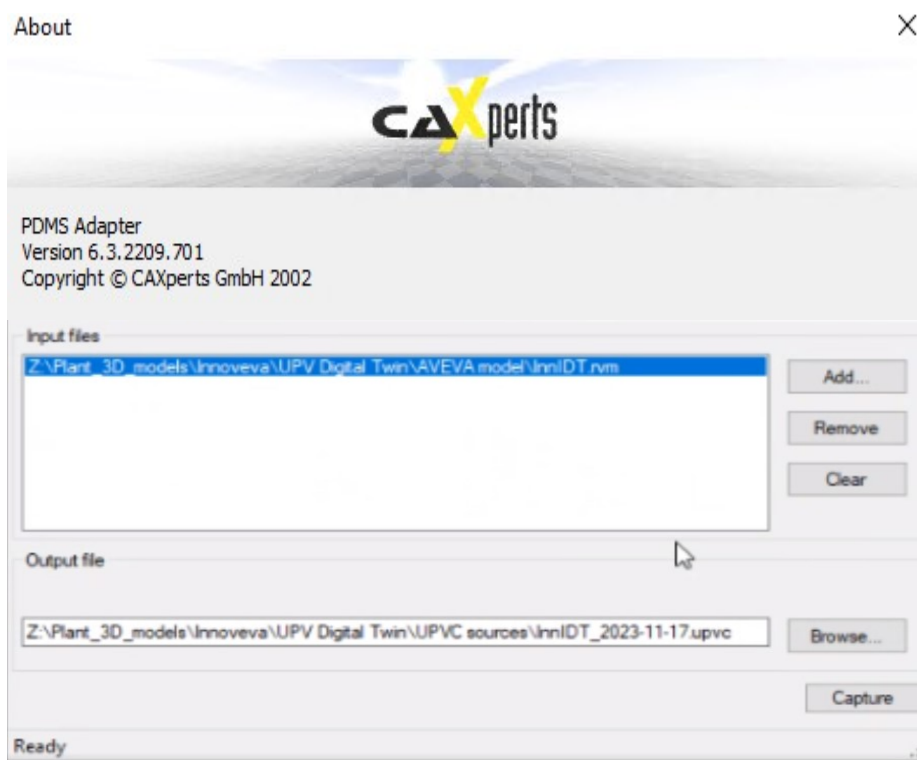 About
CAXperts
PDMS Adapter
Version 6.3.2209.701
Copyright © CAXperts GmbH 2002
Input files
Z:\Plant_3D_models\Innoveva\UPV Digital Twin\AVEVA model\InnIDT.rvm
Add...
Remove
Clear
Output file
Z:\Plant_3D_models\Innoveva\UPV Digital Twin\UPVC sources\InnIDT_2023-11-17.upvc
Browse...
Capture
Ready